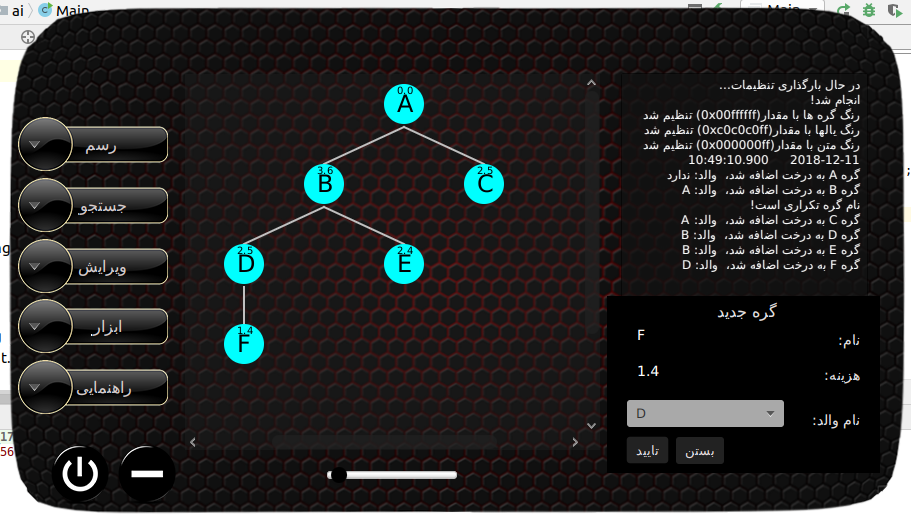 ai
Main
Main
رسم
جستجو
ویرایش
ابزار
راهنمایی
0.0
A
3.6
B
2.5
C
2.5
D
2.4
E
1.4
F
در حال بارگذاری تنظیمات...
انجام شد!
رنگ گره ها با مقدار(0x00ffffff) تنظیم شد
رنگ یالها با مقدار(0xc0c0c0ff) تنظیم شد
رنگ متن با مقدار(0x000000ff) تنظیم شد
2018-12-11 10:49:10.900
گره A به درخت اضافه شد، والد: ندارد
گره B به درخت اضافه شد، والد: A
نام گره تکراری است!
گره C به درخت اضافه شد، والد: A
گره D به درخت اضافه شد، والد: B
گره E به درخت اضافه شد، والد: B
گره F به درخت اضافه شد، والد: D
گره جدید
نام:
F
هزینه:
1.4
نام والد:
D
تایید
بستن
ng
t.
17
56
;